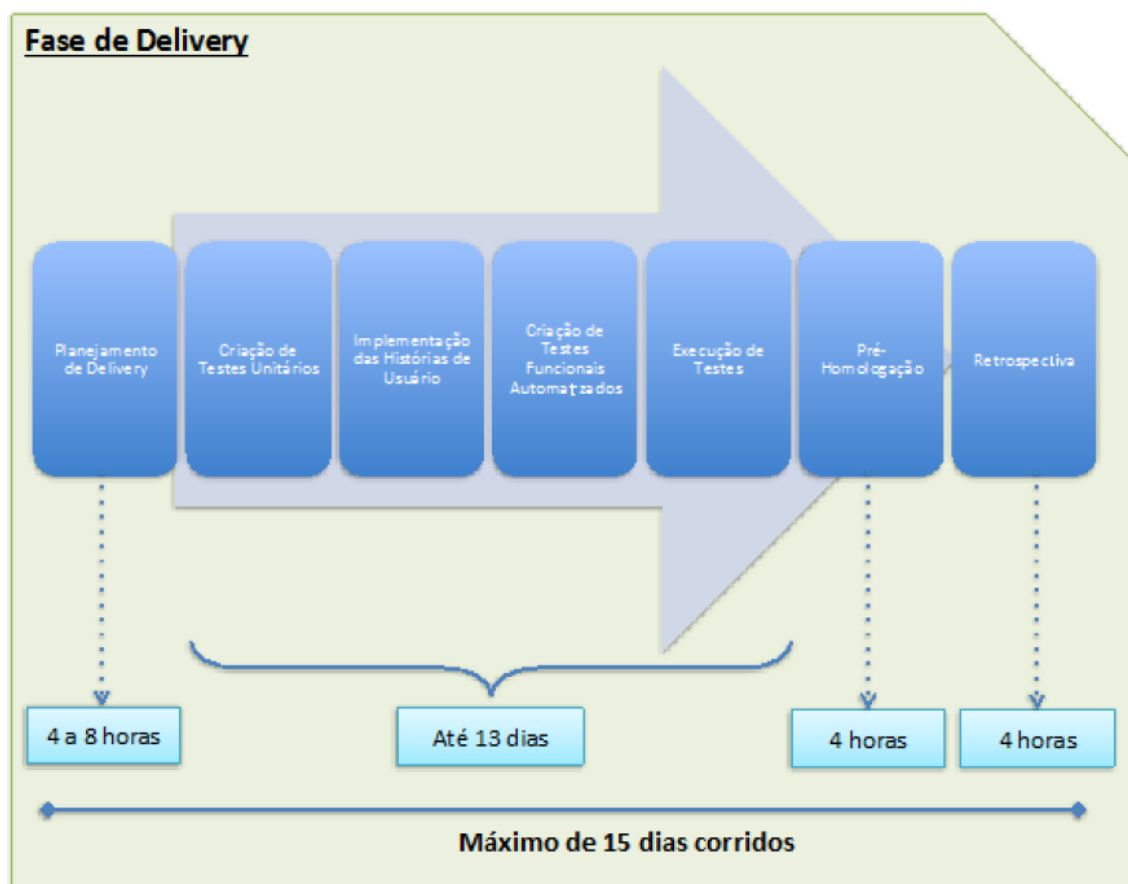 Fase de Delivery
Planejamento
de Delivery
Criação de
Testes Unitários
Implementação
das Histórias de
Usuário
Criação de
Testes
Funcionais
Automatzados
Execução de
Testes
Pré-
Homologação
Retrospectiva
4 a 8 horas
Até 13 dias
4 horas
4 horas
Máximo de 15 dias corridos